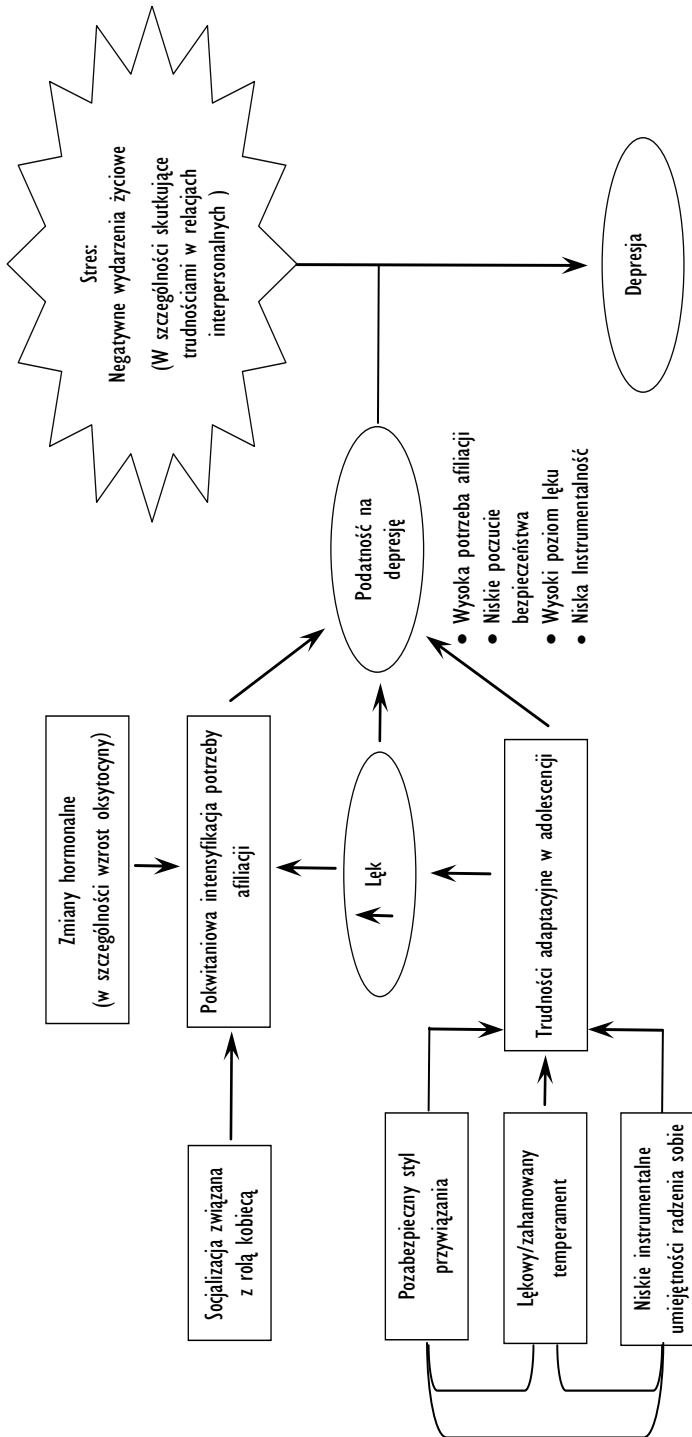 Zmiany hormonalne
(w szczególności wzrost oksytocyny)
Stres:
Negatywne wydarzenia życiowe
(W szczególności skutkujące
trudnościami w relacjach
interpersonalnych )
Socjalizacja związana
z rolą kobiecą
Pokwitaniowa intensyfikacja potrzeby
afiliacji
Lęk
Podatność na
depresję
Pozabezpieczny styl
przywiązania
Lękowy/zahamowany
temperament
Niskie instrumentalne
umiejętności radzenia sobie
Trudności adaptacyjne w adolescencji
● Wysoka potrzeba afiliacji
● Niskie poczucie
bezpieczeństwa
● Wysoki poziom lęku
● Niska Instrumentalność
Depresja